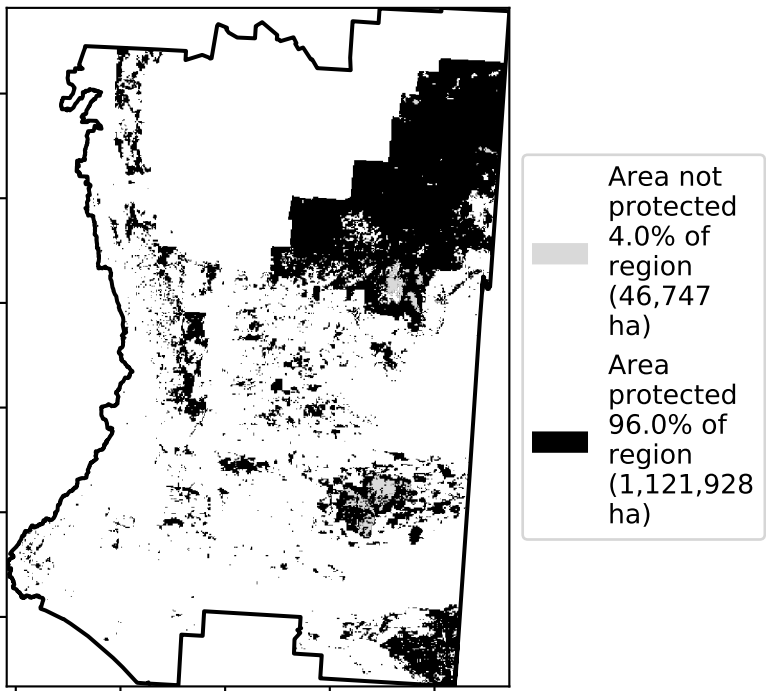 Area not
protected
4.0% of
region
(46,747
ha)
Area
protected
96.0% of
region
(1,121,928
ha)